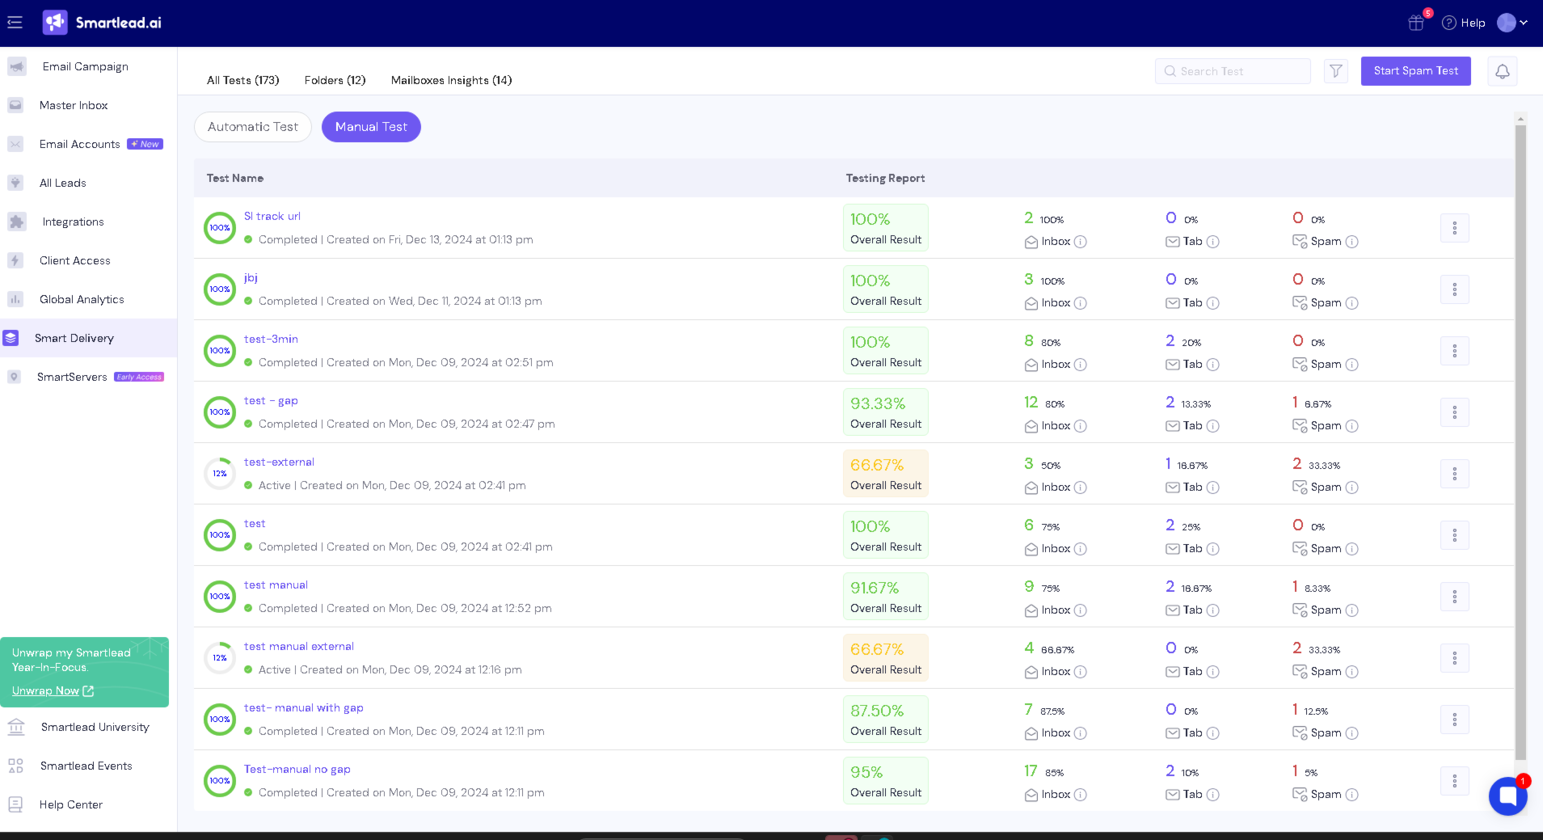 Smartlead.ai
5
Help
Email Campaign
Master Inbox
Email Accounts New
All Leads
Integrations
Client Access
Global Analytics
Smart Delivery
SmartServers Early Access
Unwrap my Smartlead
Year-In-Focus.
Unwrap Now
Smartlead University
Smartlead Events
Help Center
All Tests (173) Folders (12) Mailboxes Insights (14)
Search Test
Start Spam Test
Automatic Test Manual Test
Test Name Testing Report
100% Sl track url 100% 2 100% 0 0% 0 0%
Completed | Created on Fri, Dec 13, 2024 at 01:13 pm Overall Result Inbox Tab Spam
100% jbj 100% 3 100% 0 0% 0 0%
Completed | Created on Wed, Dec 11, 2024 at 01:13 pm Overall Result Inbox Tab Spam
100% test-3min 100% 8 80% 2 20% 0 0%
Completed | Created on Mon, Dec 09, 2024 at 02:51 pm Overall Result Inbox Tab Spam
100% test - gap 93.33% 12 80% 2 13.33% 1 6.67%
Completed | Created on Mon, Dec 09, 2024 at 02:47 pm Overall Result Inbox Tab Spam
12% test-external 66.67% 3 50% 1 16.67% 2 33.33%
Active | Created on Mon, Dec 09, 2024 at 02:41 pm Overall Result Inbox Tab Spam
100% test 100% 6 75% 2 25% 0 0%
Completed | Created on Mon, Dec 09, 2024 at 02:41 pm Overall Result Inbox Tab Spam
100% test manual 91.67% 9 75% 2 16.67% 1 8.33%
Completed | Created on Mon, Dec 09, 2024 at 12:52 pm Overall Result Inbox Tab Spam
12% test manual external 66.67% 4 66.67% 0 0% 2 33.33%
Active | Created on Mon, Dec 09, 2024 at 12:16 pm Overall Result Inbox Tab Spam
100% test- manual with gap 87.50% 7 87.5% 0 0% 1 12.5%
Completed | Created on Mon, Dec 09, 2024 at 12:11 pm Overall Result Inbox Tab Spam
100% Test-manual no gap 95% 17 85% 2 10% 1 5%
Completed | Created on Mon, Dec 09, 2024 at 12:11 pm Overall Result Inbox Tab Spam
1